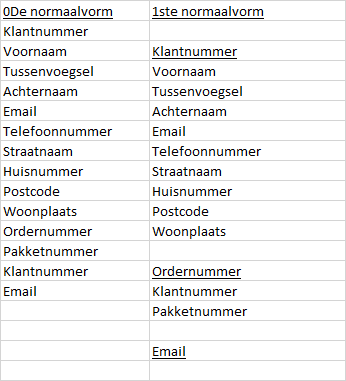 0De normaalvorm 1ste normaalvorm
Klantnummer
Voornaam Klantnummer
Tussenvoegsel Voornaam
Achternaam Tussenvoegsel
Email Achternaam
Telefoonnummer Email
Straatnaam Telefoonnummer
Huisnummer Straatnaam
Postcode Huisnummer
Woonplaats Postcode
Ordernummer Woonplaats
Pakketnummer
Klantnummer Ordernummer
Email Klantnummer
Pakketnummer
Email